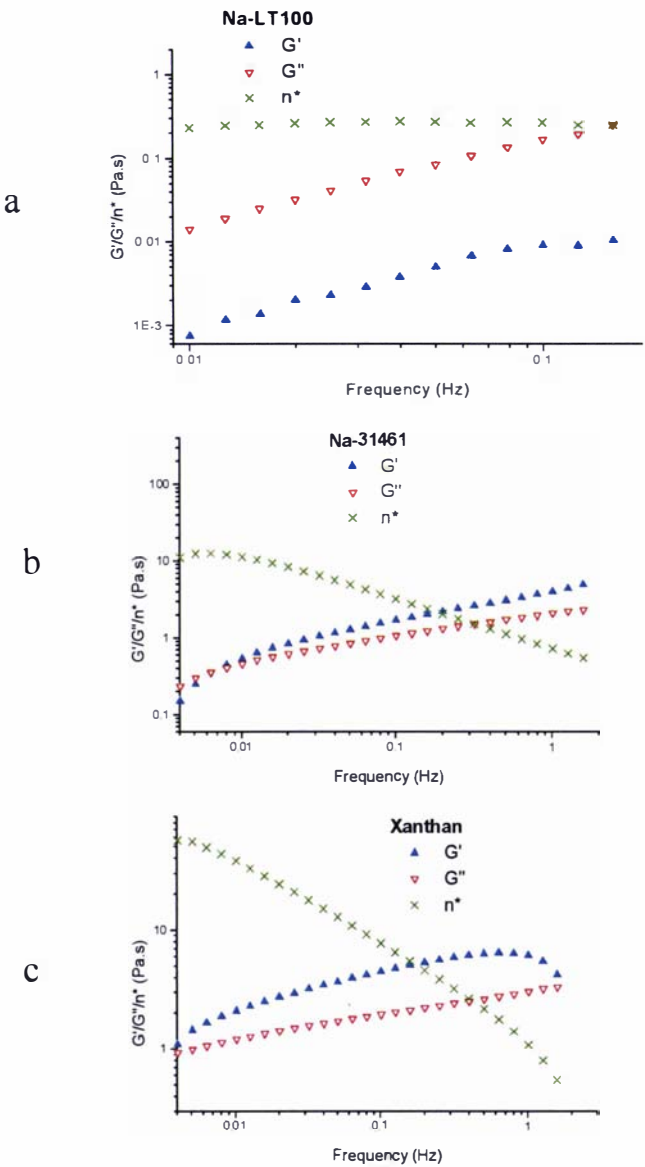 Na-LT100
G'
G"
n*
a
G'/G"/n* (Pa.s)
1
0 1
0 01
1E-3
0 01
0 1
Frequency (Hz)
Na-31461
G'
G"
n*
b
G'/G"/n* (Pa.s)
100
10
1
0.1
0.01
0.1
1
Frequency (Hz)
Xanthan
G'
G"
n*
c
G'/G"/n* (Pa.s)
10
1
0 01
0.1
1
Frequency (Hz)